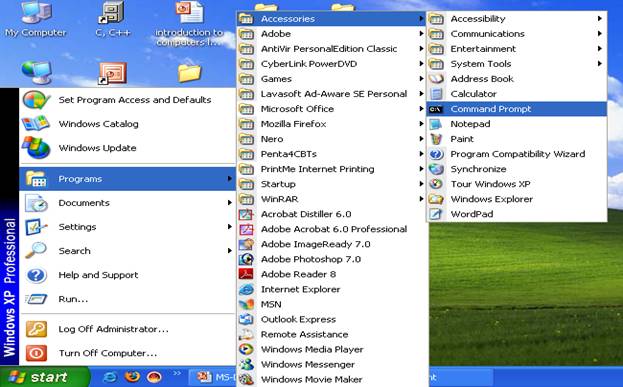 My Computer
C, C++
introduction to
computers l...
Set Program Access and Defaults
Windows Catalog
Windows Update
Programs
Documents
Settings
Search
Help and Support
Run...
Log Off Administrator...
Turn Off Computer...
Windows XP Professional
Accessories
Adobe
AntiVir PersonalEdition Classic
CyberLink PowerDVD
Games
Lavasoft Ad-Aware SE Personal
Microsoft Office
Mozilla Firefox
Nero
Penta4CBTs
PrintMe Internet Printing
Startup
WinRAR
Acrobat Distiller 6.0
Adobe Acrobat 6.0 Professional
Adobe ImageReady 7.0
Adobe Photoshop 7.0
Adobe Reader 8
Internet Explorer
MSN
Outlook Express
Remote Assistance
Windows Media Player
Windows Messenger
Windows Movie Maker
Accessibility
Communications
Entertainment
System Tools
Address Book
Calculator
C:\
Command Prompt
Notepad
Paint
Program Compatibility Wizard
Synchronize
Tour Windows XP
Windows Explorer
WordPad
start